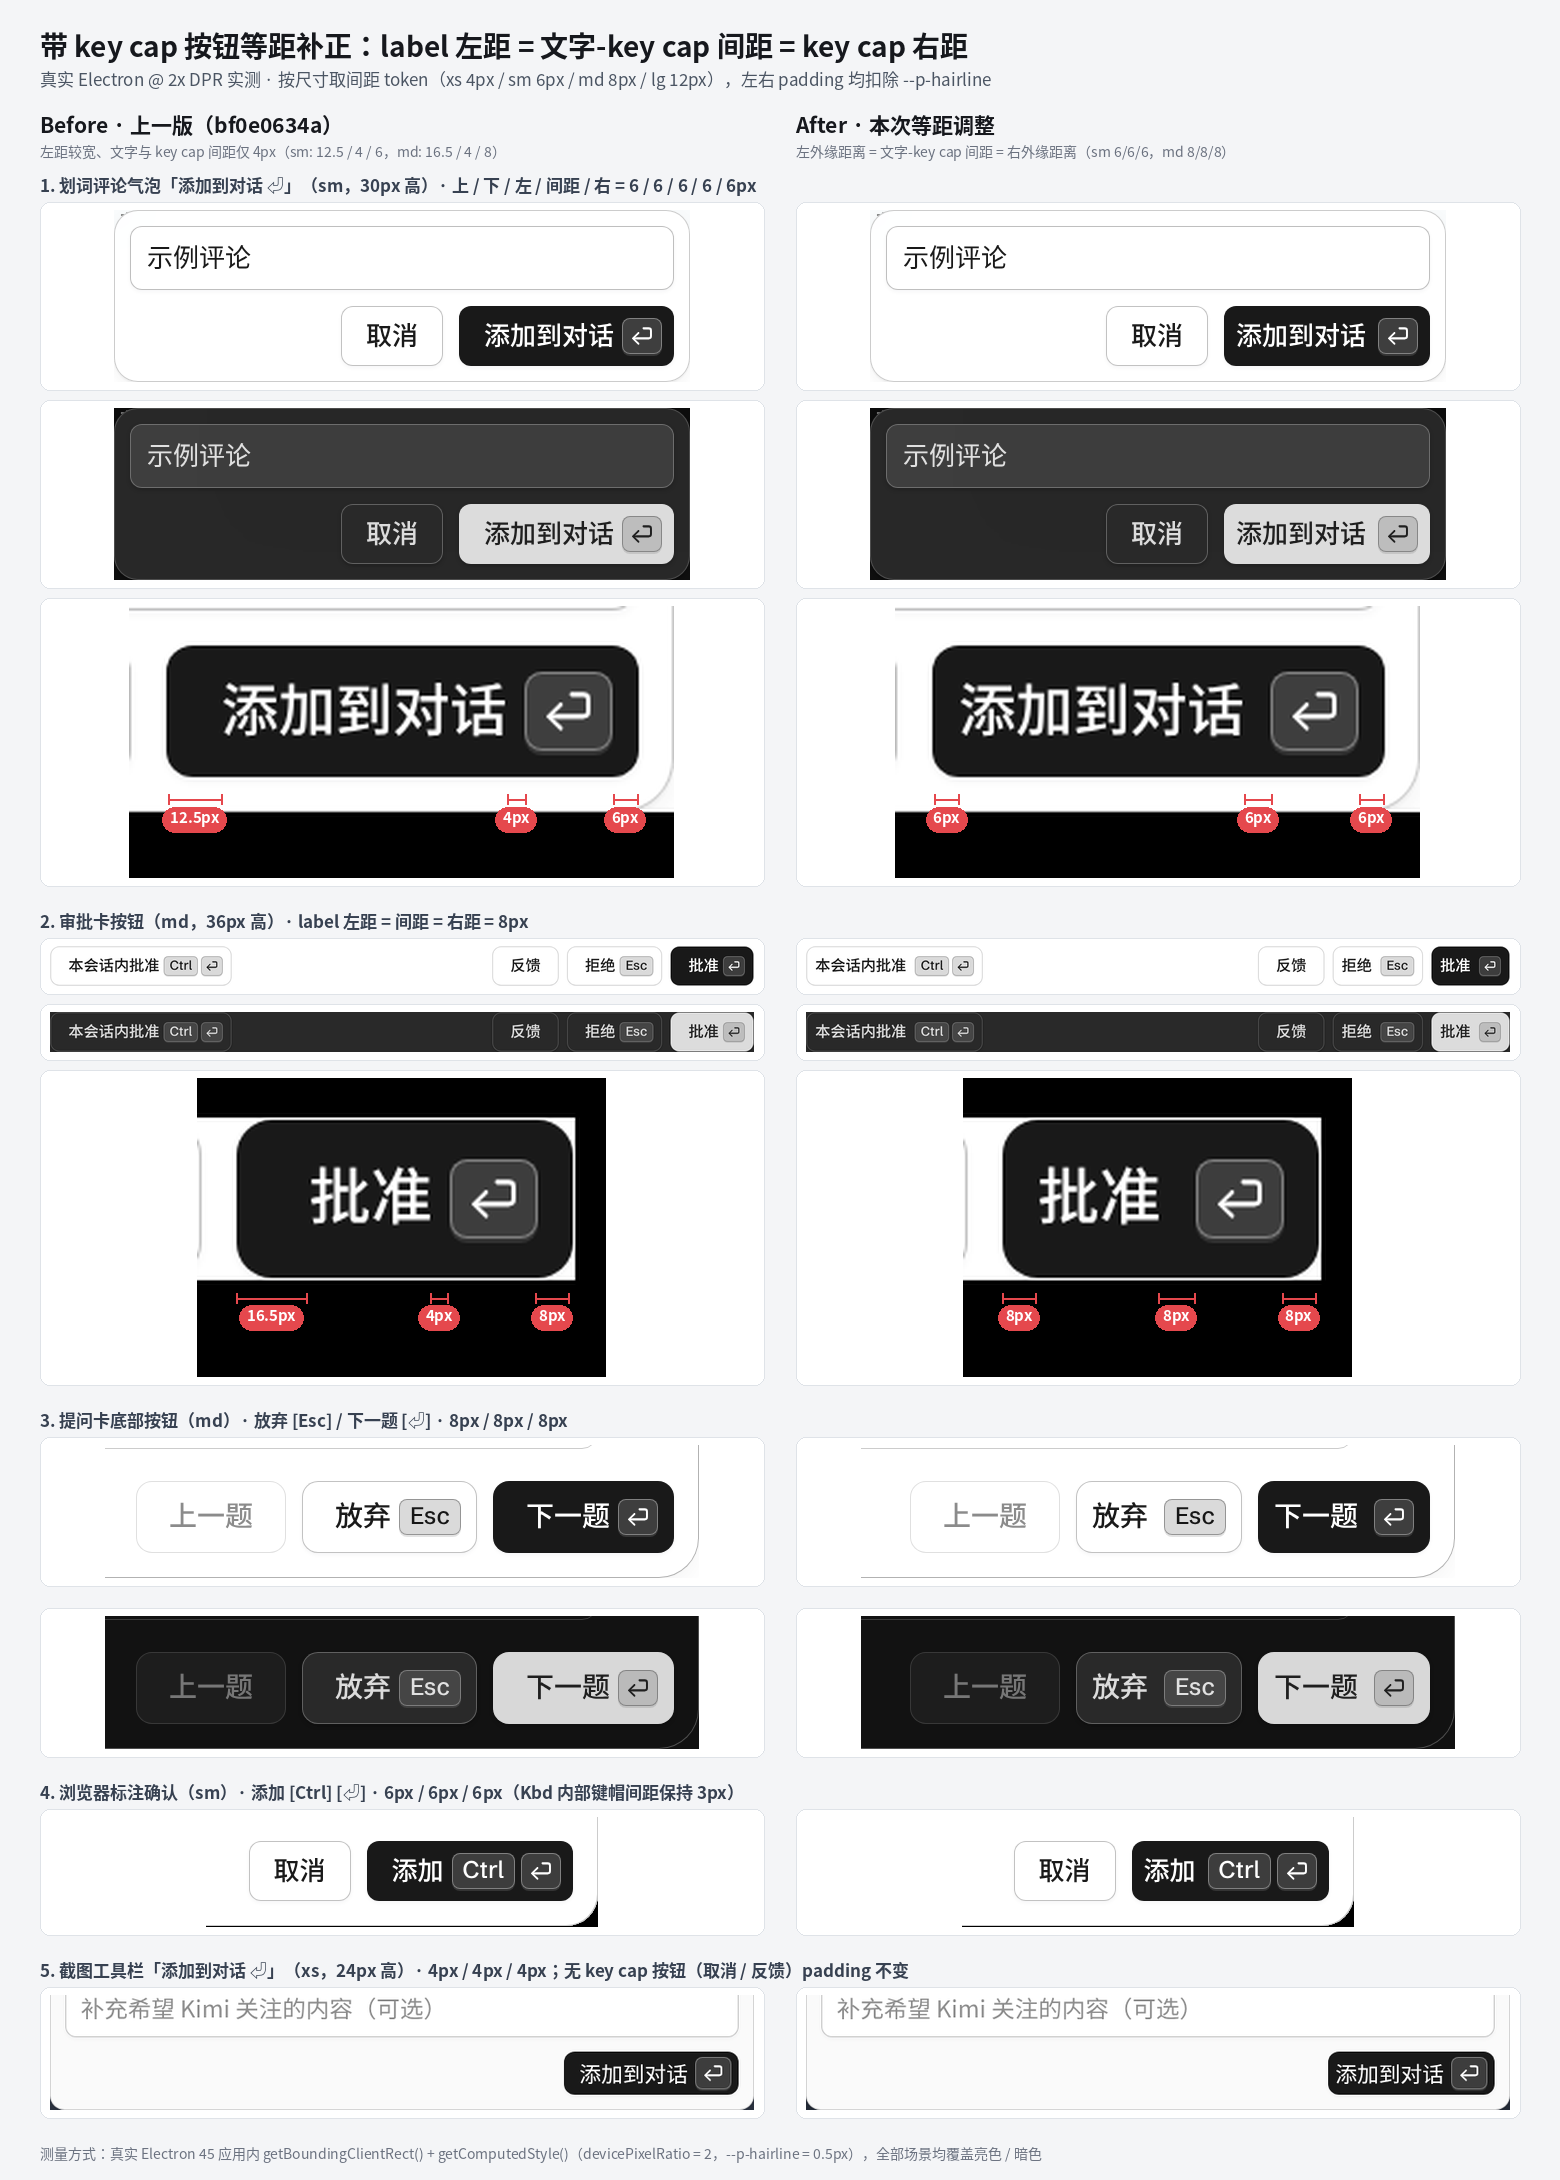 带 key cap 按钮等距补正：label 左距 = 文字-key cap 间距 = key cap 右距
真实 Electron @ 2x DPR 实测 · 按尺寸取间距 token（xs 4px / sm 6px / md 8px / lg 12px），左右 padding 均扣除 --p-hairline
Before · 上一版（bf0e0634a）
左距较宽、文字与 key cap 间距仅 4px（sm: 12.5 / 4 / 6，md: 16.5 / 4 / 8）
After · 本次等距调整
左外缘距离 = 文字-key cap 间距 = 右外缘距离（sm 6/6/6，md 8/8/8）
1. 划词评论气泡「添加到对话 ⏎」（sm，30px 高）· 上 / 下 / 左 / 间距 / 右 = 6 / 6 / 6 / 6 / 6px
示例评论
取消 添加到对话 ⏎
示例评论
取消 添加到对话 ⏎
示例评论
取消 添加到对话 ⏎
示例评论
取消 添加到对话 ⏎
添加到对话 ⏎
12.5px 4px 6px
添加到对话 ⏎
6px 6px 6px
2. 审批卡按钮（md，36px 高）· label 左距 = 间距 = 右距 = 8px
本会话内批准 Ctrl ⏎ 反馈 拒绝 Esc 批准 ⏎
本会话内批准 Ctrl ⏎ 反馈 拒绝 Esc 批准 ⏎
本会话内批准 Ctrl ⏎ 反馈 拒绝 Esc 批准 ⏎
本会话内批准 Ctrl ⏎ 反馈 拒绝 Esc 批准 ⏎
批准 ⏎
16.5px 4px 8px
批准 ⏎
8px 8px 8px
3. 提问卡底部按钮（md）· 放弃 [Esc] / 下一题 [⏎] · 8px / 8px / 8px
上一题 放弃 Esc 下一题 ⏎
上一题 放弃 Esc 下一题 ⏎
上一题 放弃 Esc 下一题 ⏎
上一题 放弃 Esc 下一题 ⏎
4. 浏览器标注确认（sm）· 添加 [Ctrl] [⏎] · 6px / 6px / 6px（Kbd 内部键帽间距保持 3px）
取消 添加 Ctrl ⏎
取消 添加 Ctrl ⏎
5. 截图工具栏「添加到对话 ⏎」（xs，24px 高）· 4px / 4px / 4px；无 key cap 按钮（取消 / 反馈）padding 不变
补充希望 Kimi 关注的内容（可选）
添加到对话 ⏎
补充希望 Kimi 关注的内容（可选）
添加到对话 ⏎
测量方式：真实 Electron 45 应用内 getBoundingClientRect() + getComputedStyle()（devicePixelRatio = 2，--p-hairline = 0.5px），全部场景均覆盖亮色 / 暗色